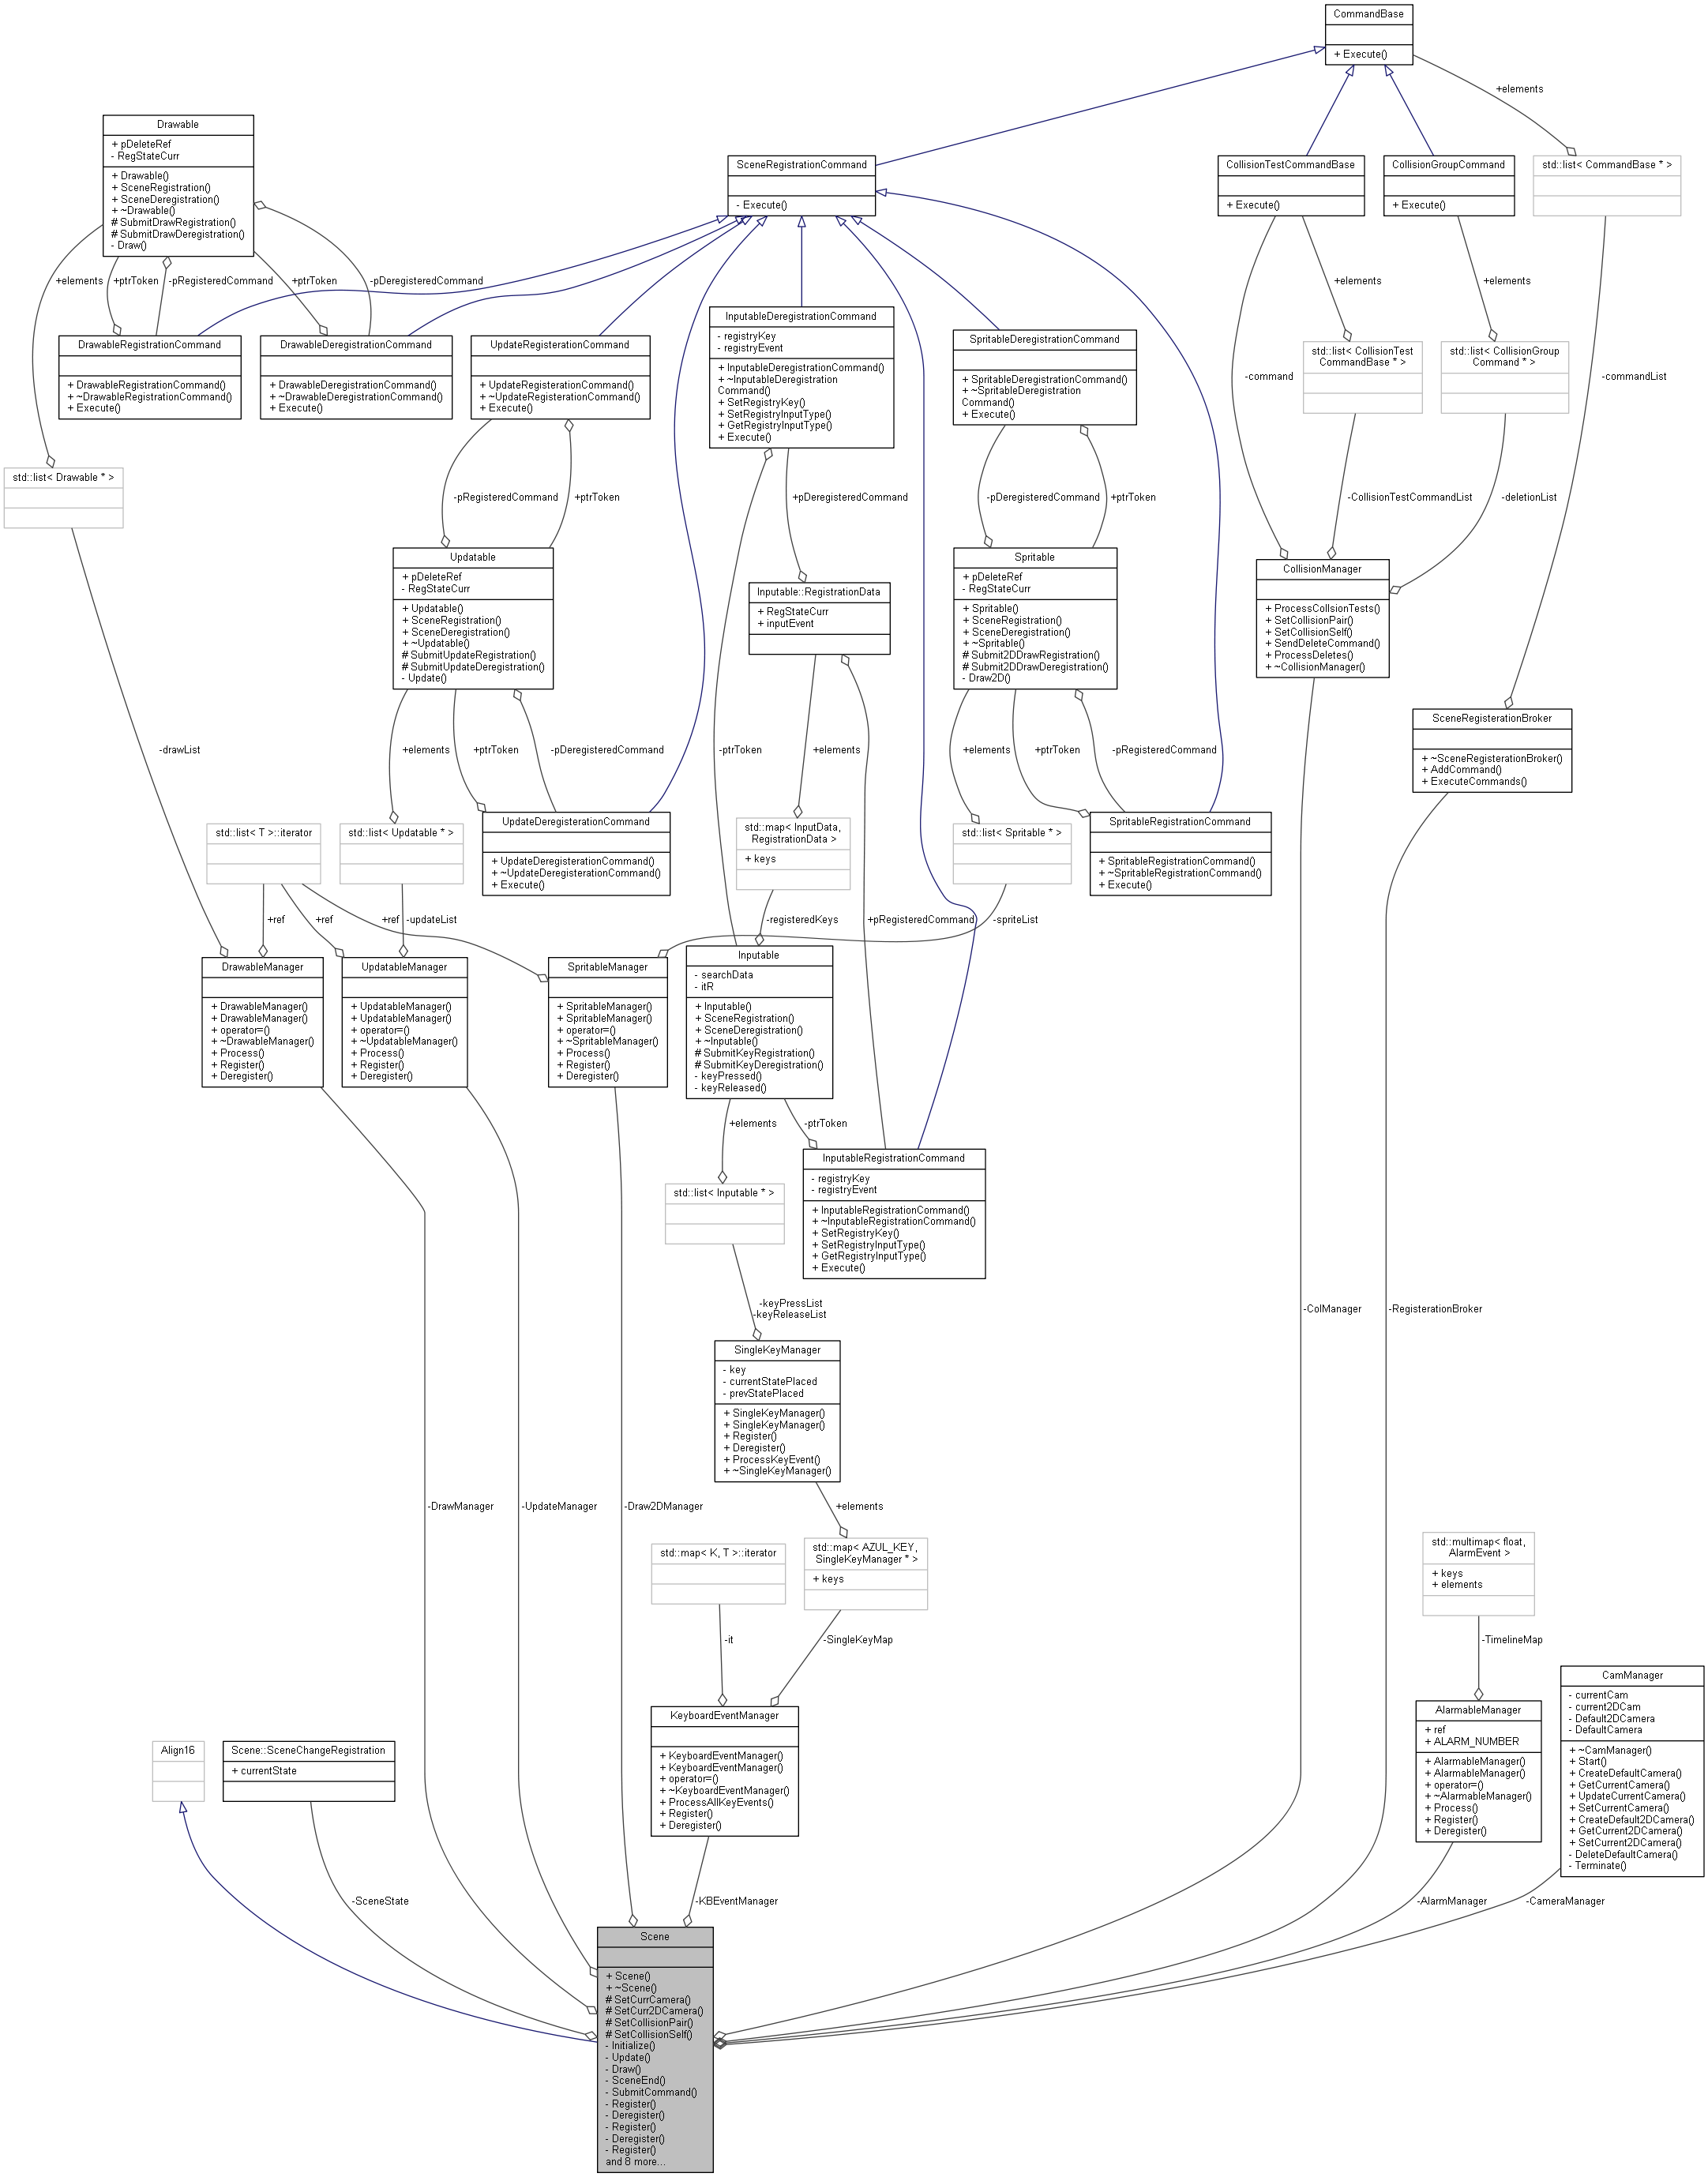 CommandBase
+ Execute()
+elements
Drawable
+ pDeleteRef
- RegStateCurr
+ Drawable()
+ SceneRegistration()
+ SceneDeregistration()
+ ~Drawable()
# SubmitDrawRegistration()
# SubmitDrawDeregistration()
- Draw()
SceneRegistrationCommand
- Execute()
CollisionTestCommandBase
+ Execute()
CollisionGroupCommand
+ Execute()
std::list< CommandBase * >
+elements
+ptrToken
-pRegisteredCommand
+ptrToken
-pDeregisteredCommand
+elements
+elements
DrawableRegistrationCommand
+ DrawableRegistrationCommand()
+ ~DrawableRegistrationCommand()
+ Execute()
DrawableDeregistrationCommand
+ DrawableDeregistrationCommand()
+ ~DrawableDeregistrationCommand()
+ Execute()
UpdateRegisterationCommand
+ UpdateRegisterationCommand()
+ ~UpdateRegisterationCommand()
+ Execute()
InputableDeregistrationCommand
- registryKey
- registryEvent
+ InputableDeregistrationCommand()
+ ~InputableDeregistration
Command()
+ SetRegistryKey()
+ SetRegistryInputType()
+ GetRegistryInputType()
+ Execute()
SpritableDeregistrationCommand
+ SpritableDeregistrationCommand()
+ ~SpritableDeregistration
Command()
+ Execute()
-command
std::list< CollisionTest
CommandBase * >
std::list< CollisionGroup
Command * >
-commandList
std::list< Drawable * >
-pRegisteredCommand
+ptrToken
+pDeregisteredCommand
-pDeregisteredCommand
+ptrToken
-CollisionTestCommandList
-deletionList
Updatable
+ pDeleteRef
- RegStateCurr
+ Updatable()
+ SceneRegistration()
+ SceneDeregistration()
+ ~Updatable()
# SubmitUpdateRegistration()
# SubmitUpdateDeregistration()
- Update()
Inputable::RegistrationData
+ RegStateCurr
+ inputEvent
Spritable
+ pDeleteRef
- RegStateCurr
+ Spritable()
+ SceneRegistration()
+ SceneDeregistration()
+ ~Spritable()
# Submit2DDrawRegistration()
# Submit2DDrawDeregistration()
- Draw2D()
CollisionManager
+ ProcessCollsionTests()
+ SetCollisionPair()
+ SetCollisionSelf()
+ SendDeleteCommand()
+ ProcessDeletes()
+ ~CollisionManager()
SceneRegisterationBroker
+ ~SceneRegisterationBroker()
+ AddCommand()
+ ExecuteCommands()
-drawList
+elements
+ptrToken
-pDeregisteredCommand
-ptrToken
+elements
+elements
+ptrToken
-pRegisteredCommand
std::list< T >::iterator
std::list< Updatable * >
UpdateDeregisterationCommand
+ UpdateDeregisterationCommand()
+ ~UpdateDeregisterationCommand()
+ Execute()
std::map< InputData,
RegistrationData >
+ keys
std::list< Spritable * >
SpritableRegistrationCommand
+ SpritableRegistrationCommand()
+ ~SpritableRegistrationCommand()
+ Execute()
+ref
+ref
+ref
-updateList
-registeredKeys
+pRegisteredCommand
-spriteList
DrawableManager
+ DrawableManager()
+ DrawableManager()
+ operator=()
+ ~DrawableManager()
+ Process()
+ Register()
+ Deregister()
UpdatableManager
+ UpdatableManager()
+ UpdatableManager()
+ operator=()
+ ~UpdatableManager()
+ Process()
+ Register()
+ Deregister()
SpritableManager
+ SpritableManager()
+ SpritableManager()
+ operator=()
+ ~SpritableManager()
+ Process()
+ Register()
+ Deregister()
Inputable
- searchData
- itR
+ Inputable()
+ SceneRegistration()
+ SceneDeregistration()
+ ~Inputable()
# SubmitKeyRegistration()
# SubmitKeyDeregistration()
- keyPressed()
- keyReleased()
+elements
-ptrToken
InputableRegistrationCommand
- registryKey
- registryEvent
+ InputableRegistrationCommand()
+ ~InputableRegistrationCommand()
+ SetRegistryKey()
+ SetRegistryInputType()
+ GetRegistryInputType()
+ Execute()
std::list< Inputable * >
-keyPressList
-keyReleaseList
-ColManager
-RegisterationBroker
SingleKeyManager
- key
- currentStatePlaced
- prevStatePlaced
+ SingleKeyManager()
+ SingleKeyManager()
+ Register()
+ Deregister()
+ ProcessKeyEvent()
+ ~SingleKeyManager()
-DrawManager
-UpdateManager
-Draw2DManager
+elements
std::map< K, T >::iterator
std::map< AZUL_KEY,
SingleKeyManager * >
+ keys
std::multimap< float,
AlarmEvent >
+ keys
+ elements
-it
-SingleKeyMap
-TimelineMap
Align16
Scene::SceneChangeRegistration
+ currentState
KeyboardEventManager
+ KeyboardEventManager()
+ KeyboardEventManager()
+ operator=()
+ ~KeyboardEventManager()
+ ProcessAllKeyEvents()
+ Register()
+ Deregister()
AlarmableManager
+ ref
+ ALARM_NUMBER
+ AlarmableManager()
+ AlarmableManager()
+ operator=()
+ ~AlarmableManager()
+ Process()
+ Register()
+ Deregister()
CamManager
- currentCam
- current2DCam
- Default2DCamera
- DefaultCamera
+ ~CamManager()
+ Start()
+ CreateDefaultCamera()
+ GetCurrentCamera()
+ UpdateCurrentCamera()
+ SetCurrentCamera()
+ CreateDefault2DCamera()
+ GetCurrent2DCamera()
+ SetCurrent2DCamera()
- DeleteDefaultCamera()
- Terminate()
-SceneState
-KBEventManager
-AlarmManager
-CameraManager
Scene
+ Scene()
+ ~Scene()
# SetCurrCamera()
# SetCurr2DCamera()
# SetCollisionPair()
# SetCollisionSelf()
- Initialize()
- Update()
- Draw()
- SceneEnd()
- SubmitCommand()
- Register()
- Deregister()
- Register()
- Deregister()
- Register()
and 8 more...